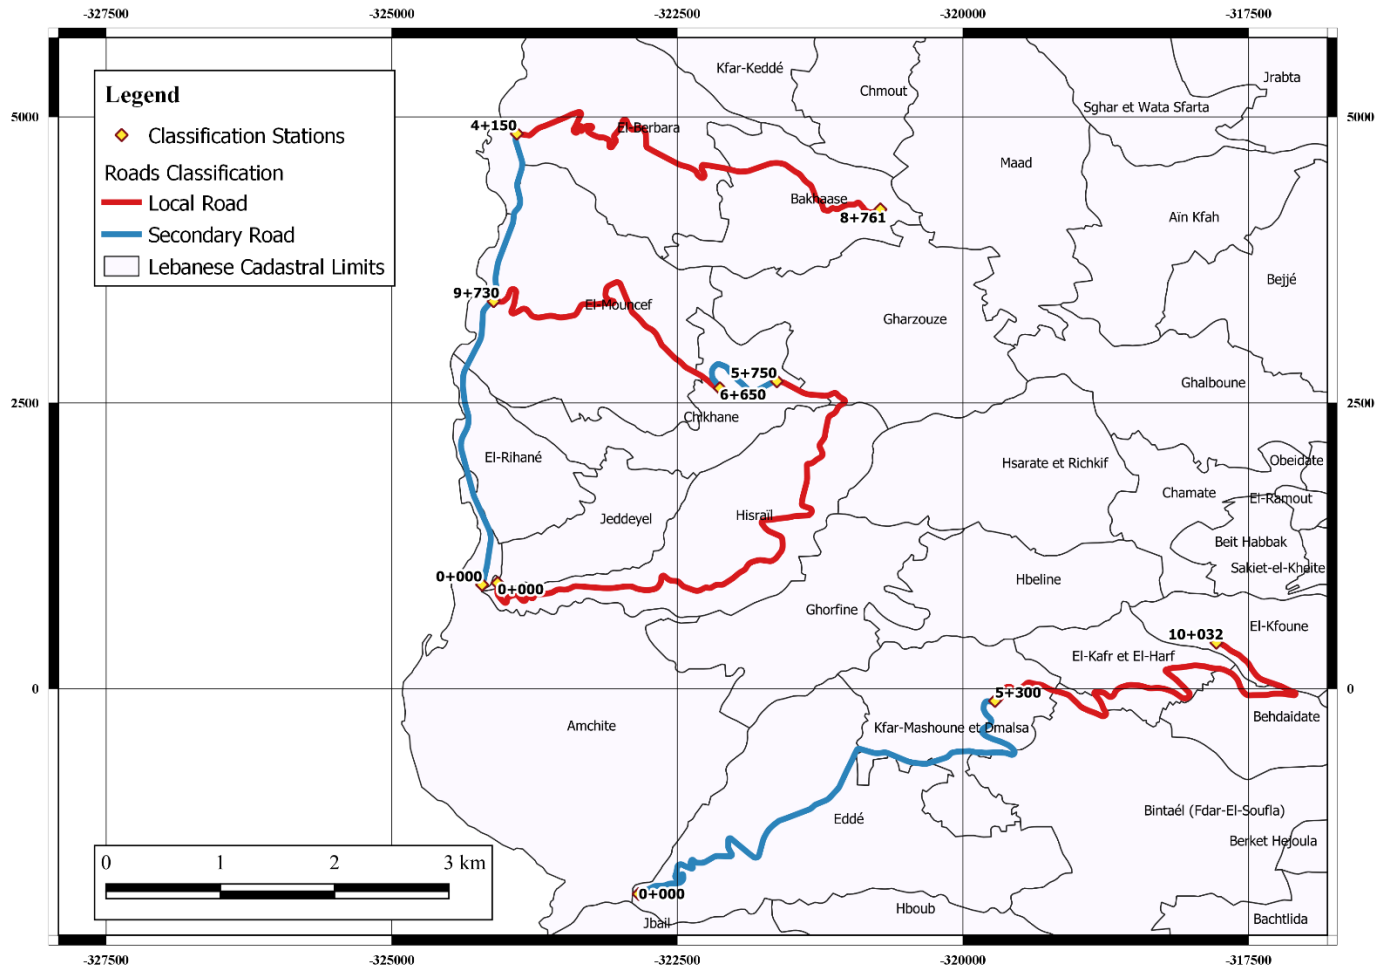 -327500 -325000 -322500 -320000 -317500
Kfar-Keddé
Jrabta
Chmout
Legend
Sghar et Wata Sfarta
5000 5000
4+150
El-Berbara
Classification Stations
Maad
Roads Classification
Local Road
Bakhaase
8+761
Aïn Kfah
Secondary Road
Lebanese Cadastral Limits
Bejjé
9+730
El-Mouncef
Gharzouze
5+750
Ghalboune
6+650
2500 2500
Chikhane
El-Rihané
Hsarate et Richkif
Obeidate
Chamate
El-Ramout
Jeddeyel
Hisraïl
Beit Habbak
Sakiet-el-Kheite
0+000
0+000
Hbeline
Ghorfine
El-Kfoune
10+032
El-Kafr et El-Harf
0 0
5+300
Behdaidate
Amchite
Kfar-Mashoune et Dmalsa
Bintaél (Fdar-El-Soufla)
Eddé
Berket Hejoula
0 1 2 3 km
0+000
Hboub
Jbail
Bachtlida
-327500 -325000 -322500 -320000 -317500